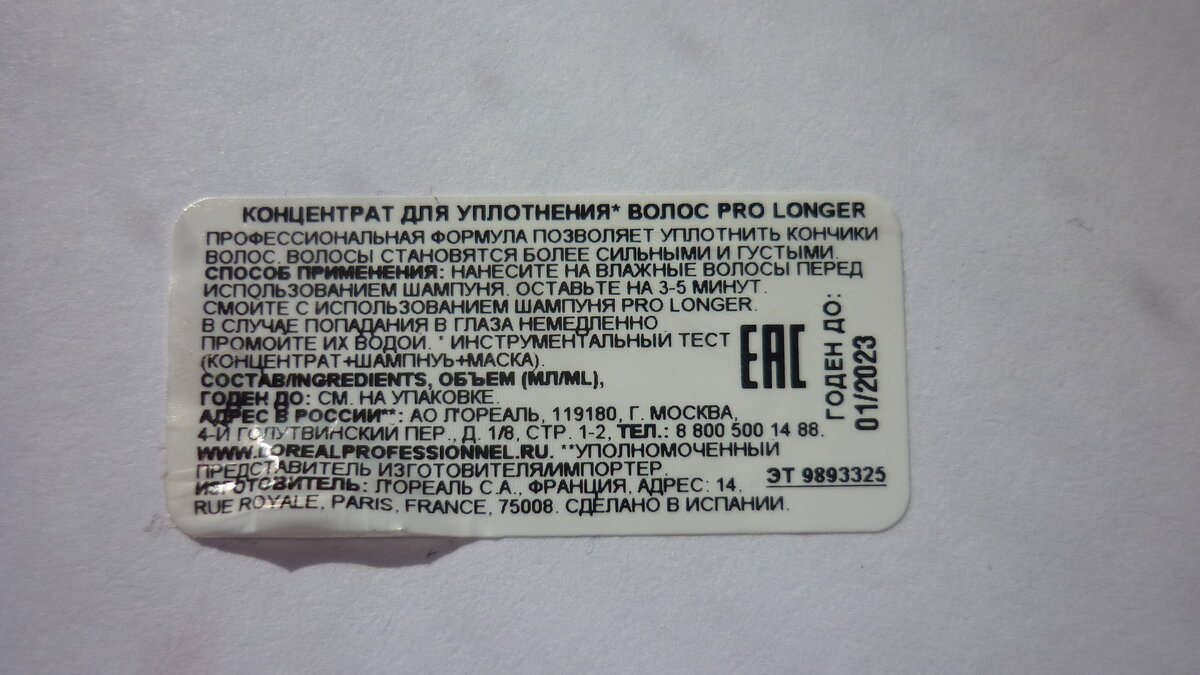 КОНЦЕНТРАТ ДЛЯ УПЛОТНЕНИЯ* ВОЛОС PRO LONGER
ПРОФЕССИОНАЛЬНАЯ ФОРМУЛА ПОЗВОЛЯЕТ УПЛОТНИТЬ КОНЧИКИ
ВОЛОС. ВОЛОСЫ СТАНОВЯТСЯ БОЛЕЕ СИЛЬНЫМИ И ГУСТЫМИ.
СПОСОБ ПРИМЕНЕНИЯ: НАНЕСИТЕ НА ВЛАЖНЫЕ ВОЛОСЫ ПЕРЕД
ИСПОЛЬЗОВАНИЕМ ШАМПУНЯ. ОСТАВЬТЕ НА 3-5 МИНУТ.
СМОЙТЕ С ИСПОЛЬЗОВАНИЕМ ШАМПУНЯ PRO LONGER.
В СЛУЧАЕ ПОПАДАНИЯ В ГЛАЗА НЕМЕДЛЕННО
ПРОМОЙТЕ ИХ ВОДОЙ. * ИНСТРУМЕНТАЛЬНЫЙ ТЕСТ
(КОНЦЕНТРАТ+ШАМПНУЬ+МАСКА).
СОСТАВ/INGREDIENTS, ОБЪЕМ (МЛ/ML),
ГОДЕН ДО: СМ. НА УПАКОВКЕ.
АДРЕС В РОССИИ**: АО Л'ОРЕАЛЬ, 119180, Г. МОСКВА,
4-Й ГОЛУТВИНСКИЙ ПЕР., Д. 1/8, СТР. 1-2, ТЕЛ.: 8 800 500 14 88.
WWW.LOREALPROFESSIONNEL.RU. **УПОЛНОМОЧЕННЫЙ
ПРЕДСТАВИТЕЛЬ ИЗГОТОВИТЕЛЯ/ИМПОРТЕР.
ИЗГОТОВИТЕЛЬ: Л'ОРЕАЛЬ С.А., ФРАНЦИЯ, АДРЕС: 14,
RUE ROYALE, PARIS, FRANCE, 75008. СДЕЛАНО В ИСПАНИИ.
EAC
ГОДЕН ДО:
01/2023
ЭТ 9893325